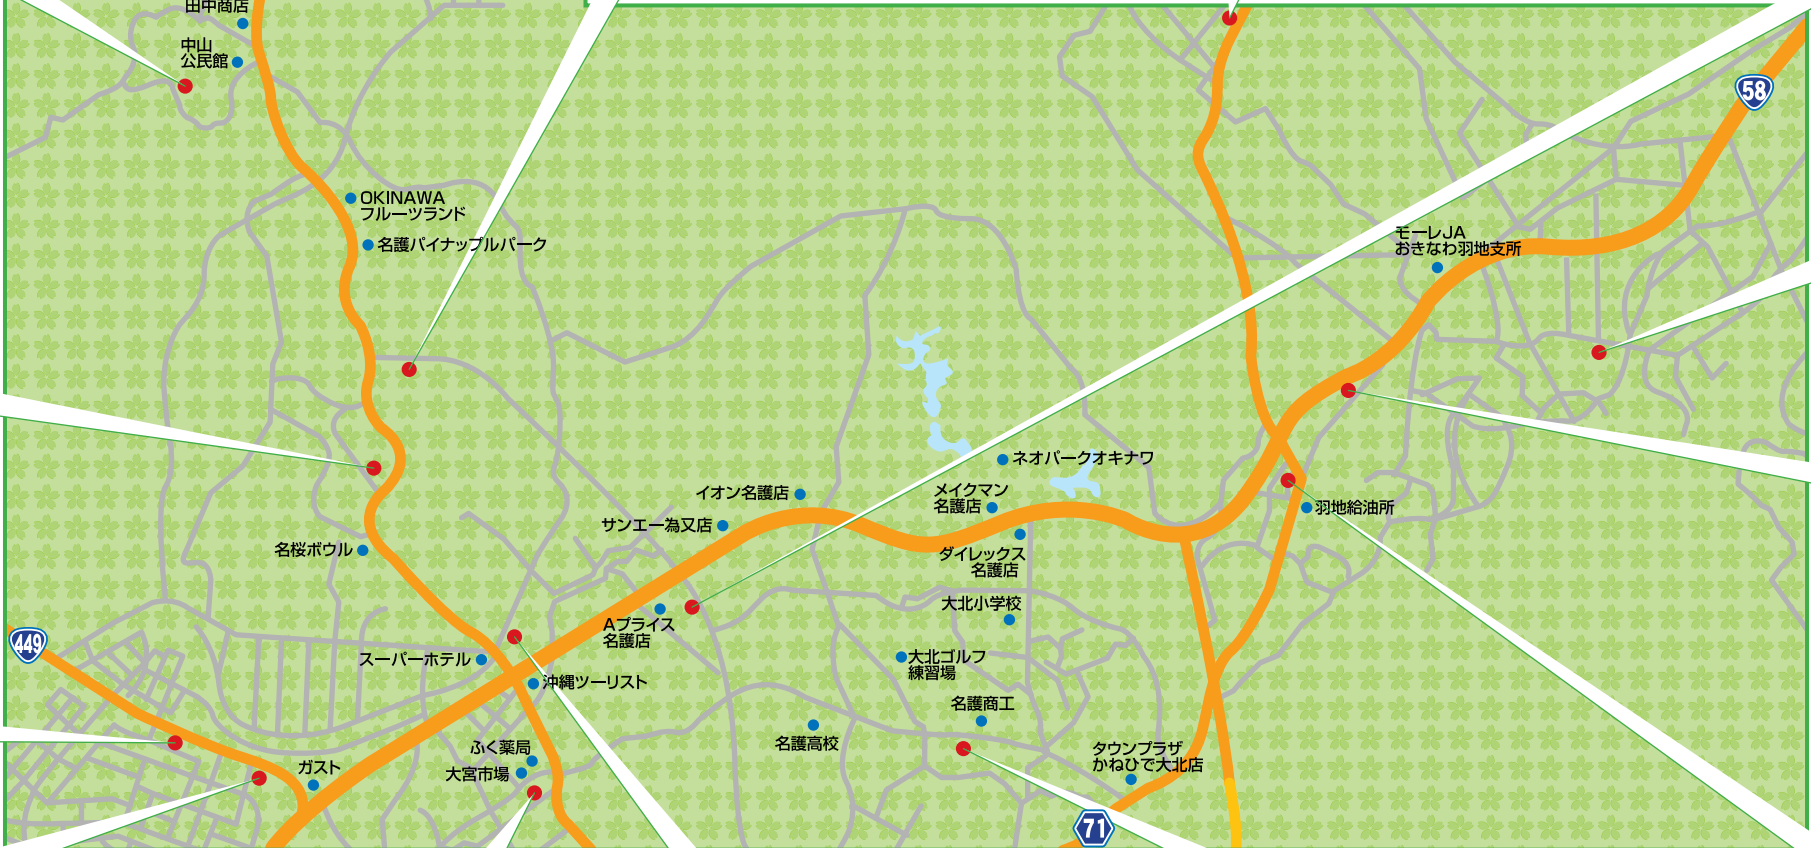 田中商店
中山
公民館
58
OKINAWA
フルーツランド
名護パイナップルパーク
モーレJA
おきなわ羽地支所
ネオパークオキナワ
イオン名護店
メイクマン
名護店
サンエー為又店
羽地給油所
名桜ボウル
ダイレックス
名護店
大北小学校
Aプライス
名護店
449
スーパーホテル
大北ゴルフ
練習場
沖縄ツーリスト
名護商工
名護高校
ふく薬局
大宮市場
ガスト
タウンプラザ
かねひで大北店
71